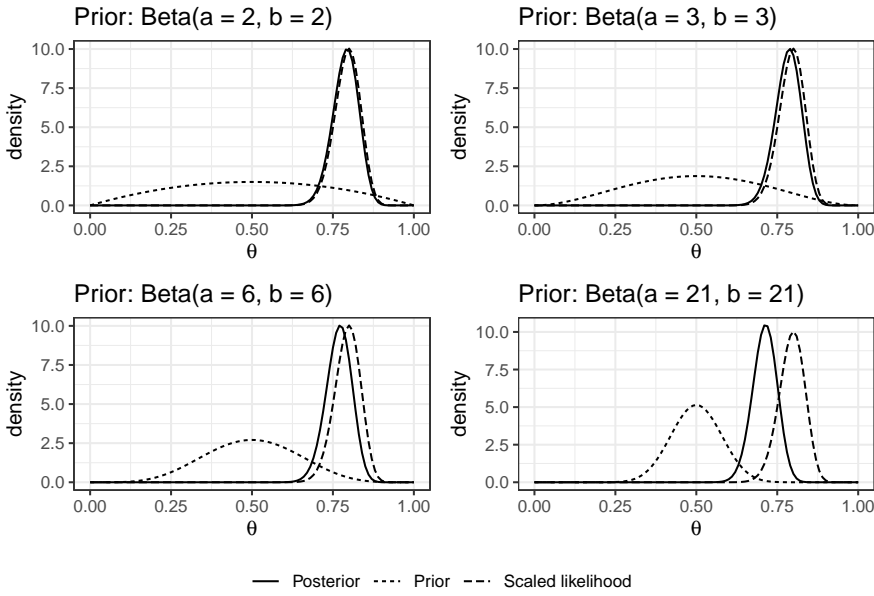 Prior: Beta(a = 2, b = 2)
10.0
7.5
5.0
2.5
0.0
density
0.00 0.25 0.50 0.75 1.00
θ
Prior: Beta(a = 3, b = 3)
10.0
7.5
5.0
2.5
0.0
density
0.00 0.25 0.50 0.75 1.00
θ
Prior: Beta(a = 6, b = 6)
10.0
7.5
5.0
2.5
0.0
density
0.00 0.25 0.50 0.75 1.00
θ
Prior: Beta(a = 21, b = 21)
10.0
7.5
5.0
2.5
0.0
density
0.00 0.25 0.50 0.75 1.00
θ
Posterior Prior Scaled likelihood